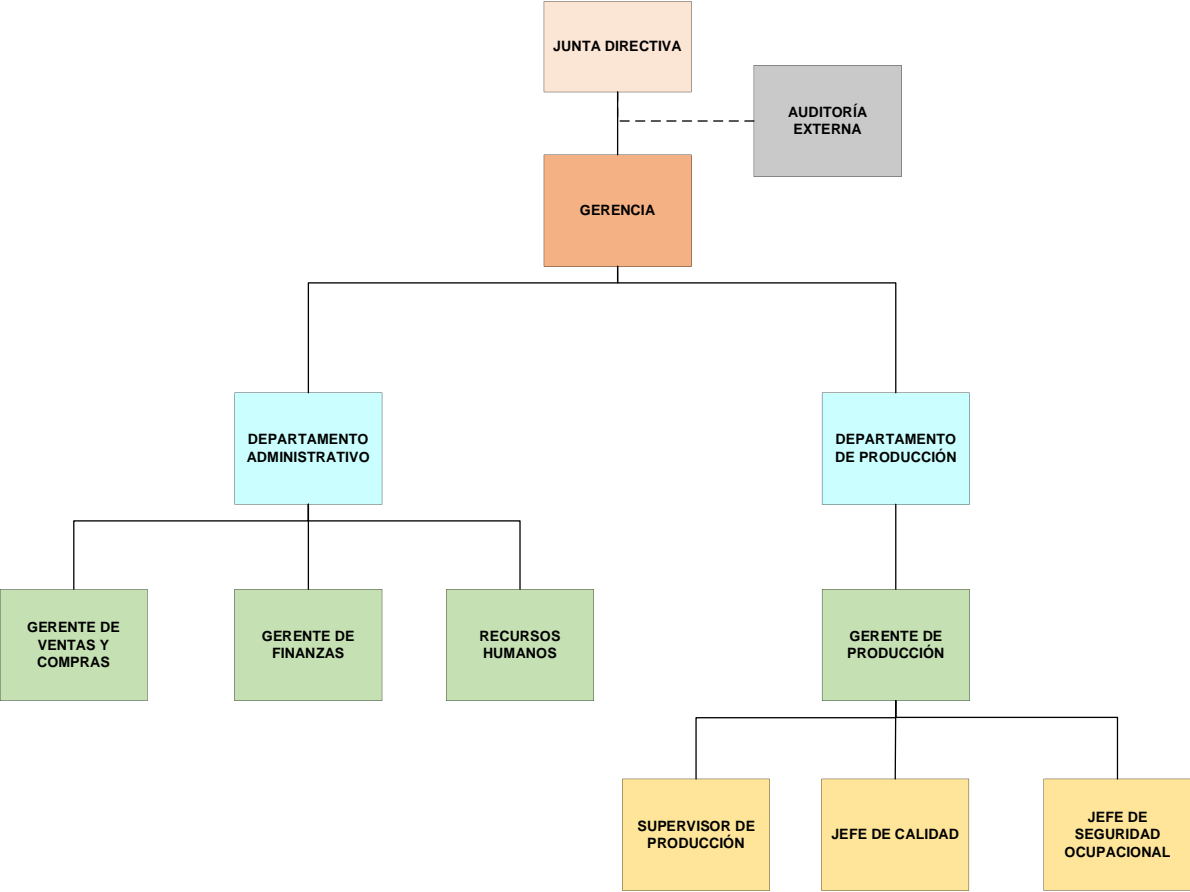 JUNTA DIRECTIVA
AUDITORÍA
EXTERNA
GERENCIA
DEPARTAMENTO
ADMINISTRATIVO
DEPARTAMENTO
DE PRODUCCIÓN
GERENTE DE
VENTAS Y
COMPRAS
GERENTE DE
FINANZAS
RECURSOS
HUMANOS
GERENTE DE
PRODUCCIÓN
SUPERVISOR DE
PRODUCCIÓN
JEFE DE CALIDAD
JEFE DE
SEGURIDAD
OCUPACIONAL